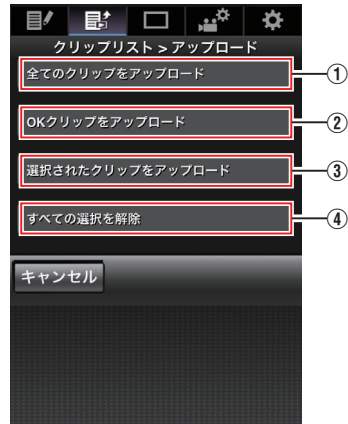 クリップリスト > アップロード
全てのクリップをアップロード
①
OKクリップをアップロード
②
選択されたクリップをアップロード
③
すべての選択を解除
④
キャンセル